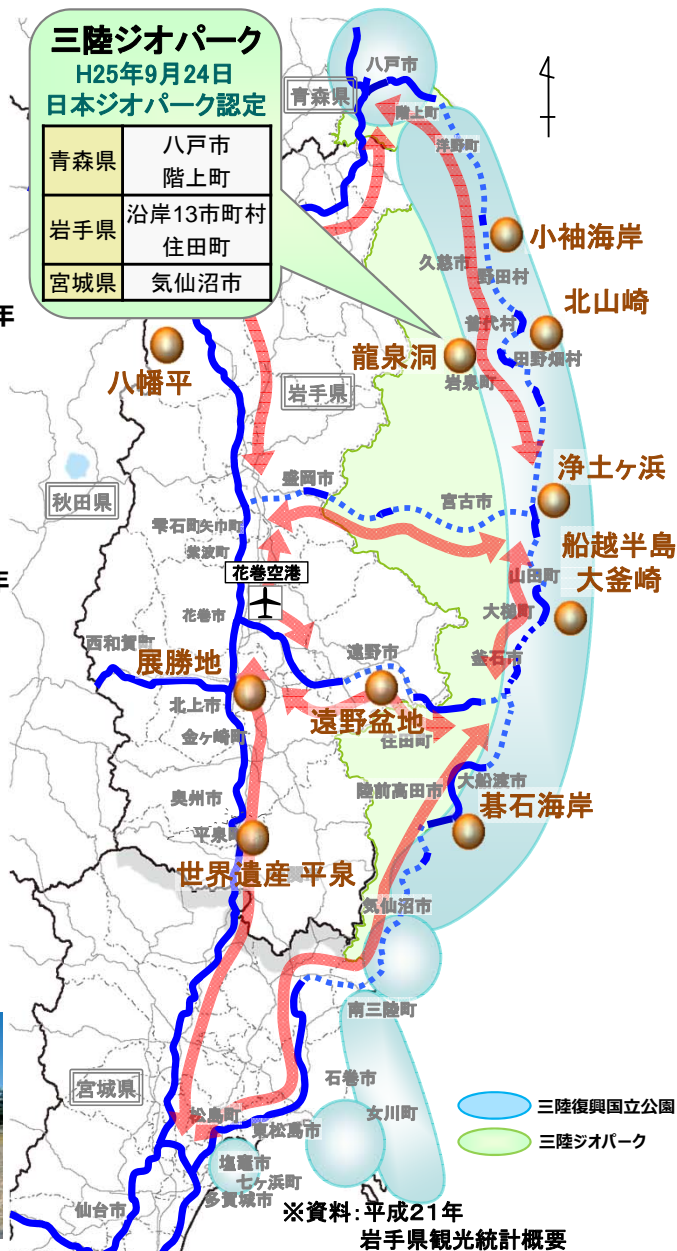 三陸ジオパーク
H25年9月24日
日本ジオパーク認定
青森県
八戸市
階上町
岩手県
沿岸13市町村
住田町
宮城県
気仙沼市
八戸市
青森県
階上町
洋野町
小袖海岸
久慈市
野田村
北山崎
普代村
年
龍泉洞
田野畑村
八幡平
岩手県
岩泉町
浄土ヶ浜
盛岡市
秋田県
宮古市
雫石町
矢巾町
船越半島
紫波町
花巻空港
山田町
大釜崎
花巻市
大槌町
西和賀町
遠野市
釜石市
展勝地
北上市
遠野盆地
金ヶ崎町
住田町
大船渡市
奥州市
陸前高田市
碁石海岸
平泉町
世界遺産 平泉
気仙沼市
南三陸町
宮城県
石巻市
女川町
三陸復興国立公園
松島町
東松島市
三陸ジオパーク
塩竈市
七ヶ浜町
多賀城市
仙台市
※資料:平成21年
岩手県観光統計概要